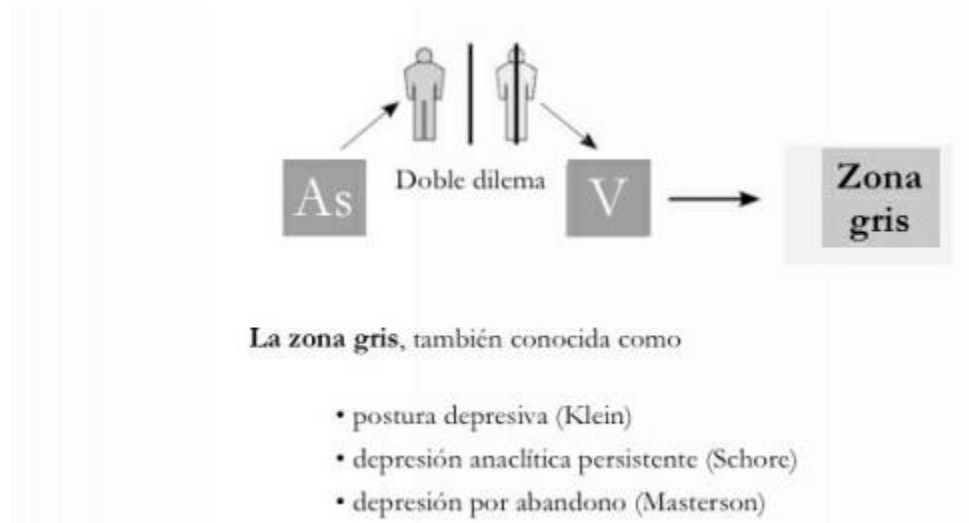 As
Doble dilema
V
Zona
gris
La zona gris, también conocida como
• postura depresiva (Klein)
• depresión anaclítica persistente (Schore)
• depresión por abandono (Masterson)